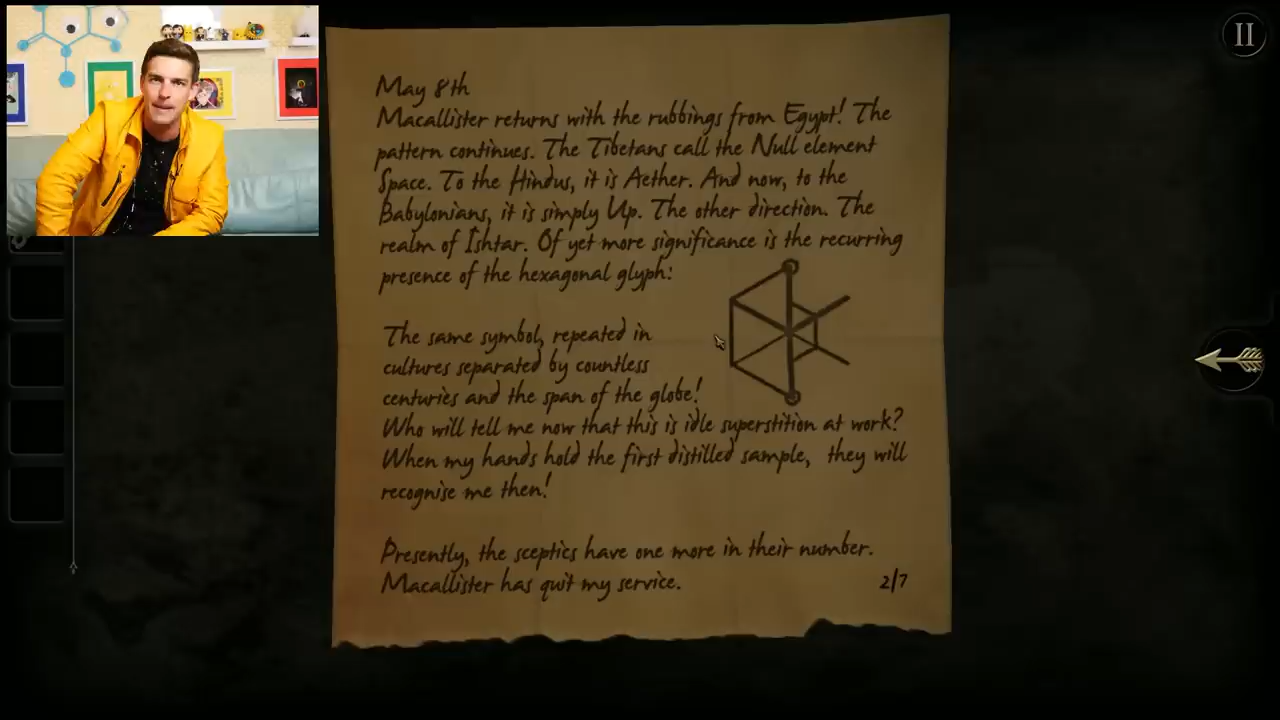 May 8th
Macallister returns with the rubbings from Egypt! The
pattern continues. The Tibetans call the Null element
Space. To the Hindus, it is Aether. And now, to the
Babylonians, it is simply Up. The other direction. The
realm of Ishtar. Of yet more significance is the recurring
presence of the hexagonal glyph:
The same symbol, repeated in
cultures separated by countless
centuries and the span of the globe!
Who will tell me now that this is idle superstition at work?
When my hands hold the first distilled sample, they will
recognise me then!
Presently, the sceptics have one more in their number.
Macallister has quit my service.
2/7